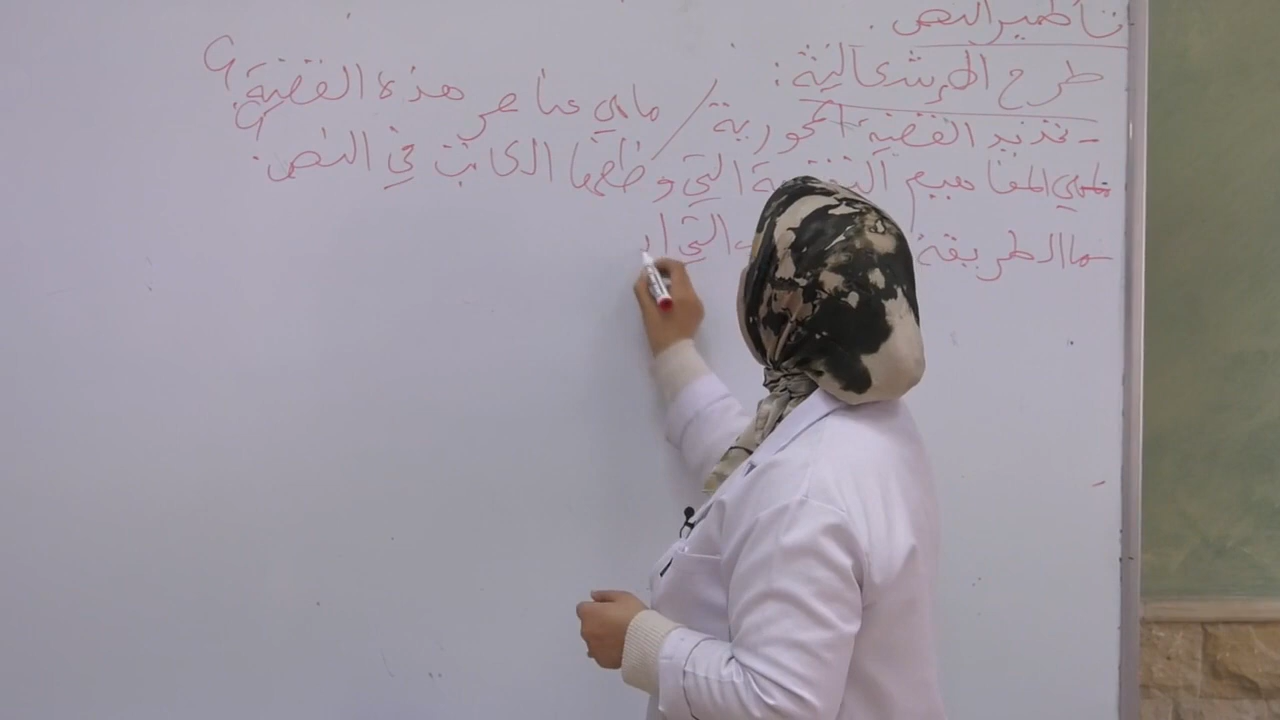 تأطير النص.
طرح الإشكالية:
- تحديد القضية المحورية / ماهي عناصر هذه القضية؟
ماهي المفاهيم التي وظفها الكاتب في النص.
- ما الطريقة التي